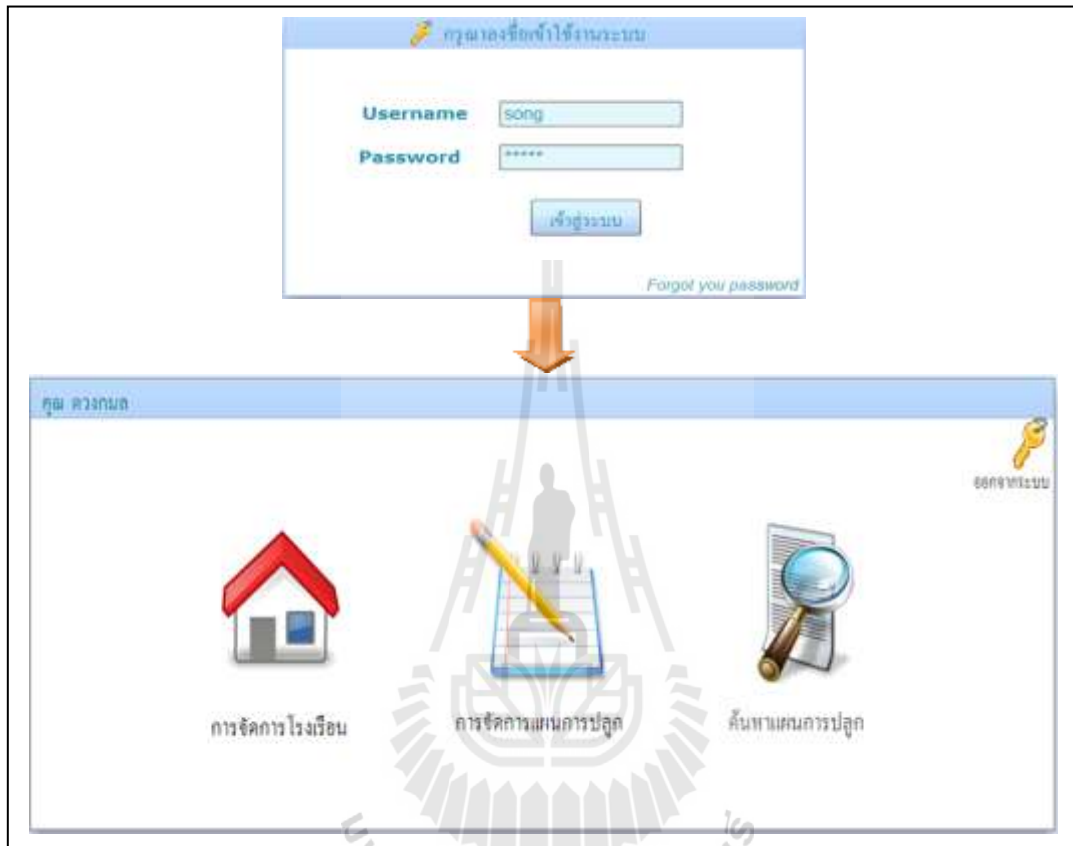 กรุณาลงชื่อเข้าใช้งานระบบ
Username song
Password *****
เข้าสู่ระบบ
Forgot you password
คุณ ดวงกมล
ออกจากระบบ
การจัดการโรงเรือน
การจัดการแผนการปลูก
ค้นหาแผนการปลูก